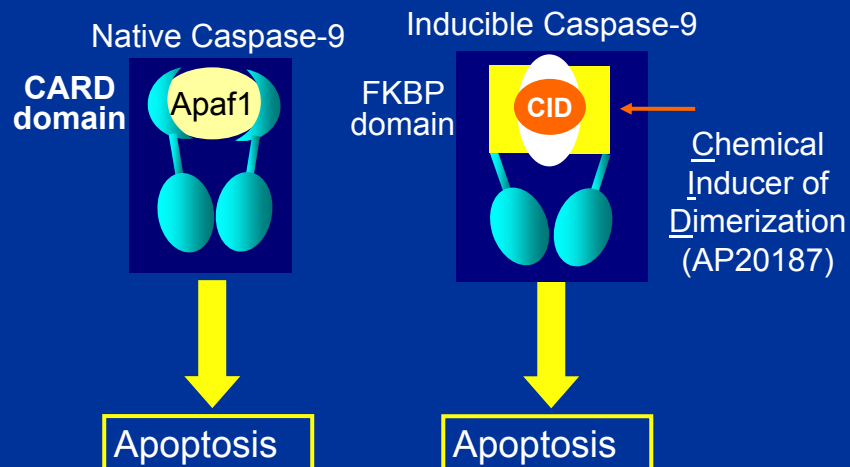 Native Caspase-9
CARD
domain
Apaf1
Apoptosis
Inducible Caspase-9
FKBP
domain
CID
Chemical
Inducer of
Dimerization
(AP20187)
Apoptosis